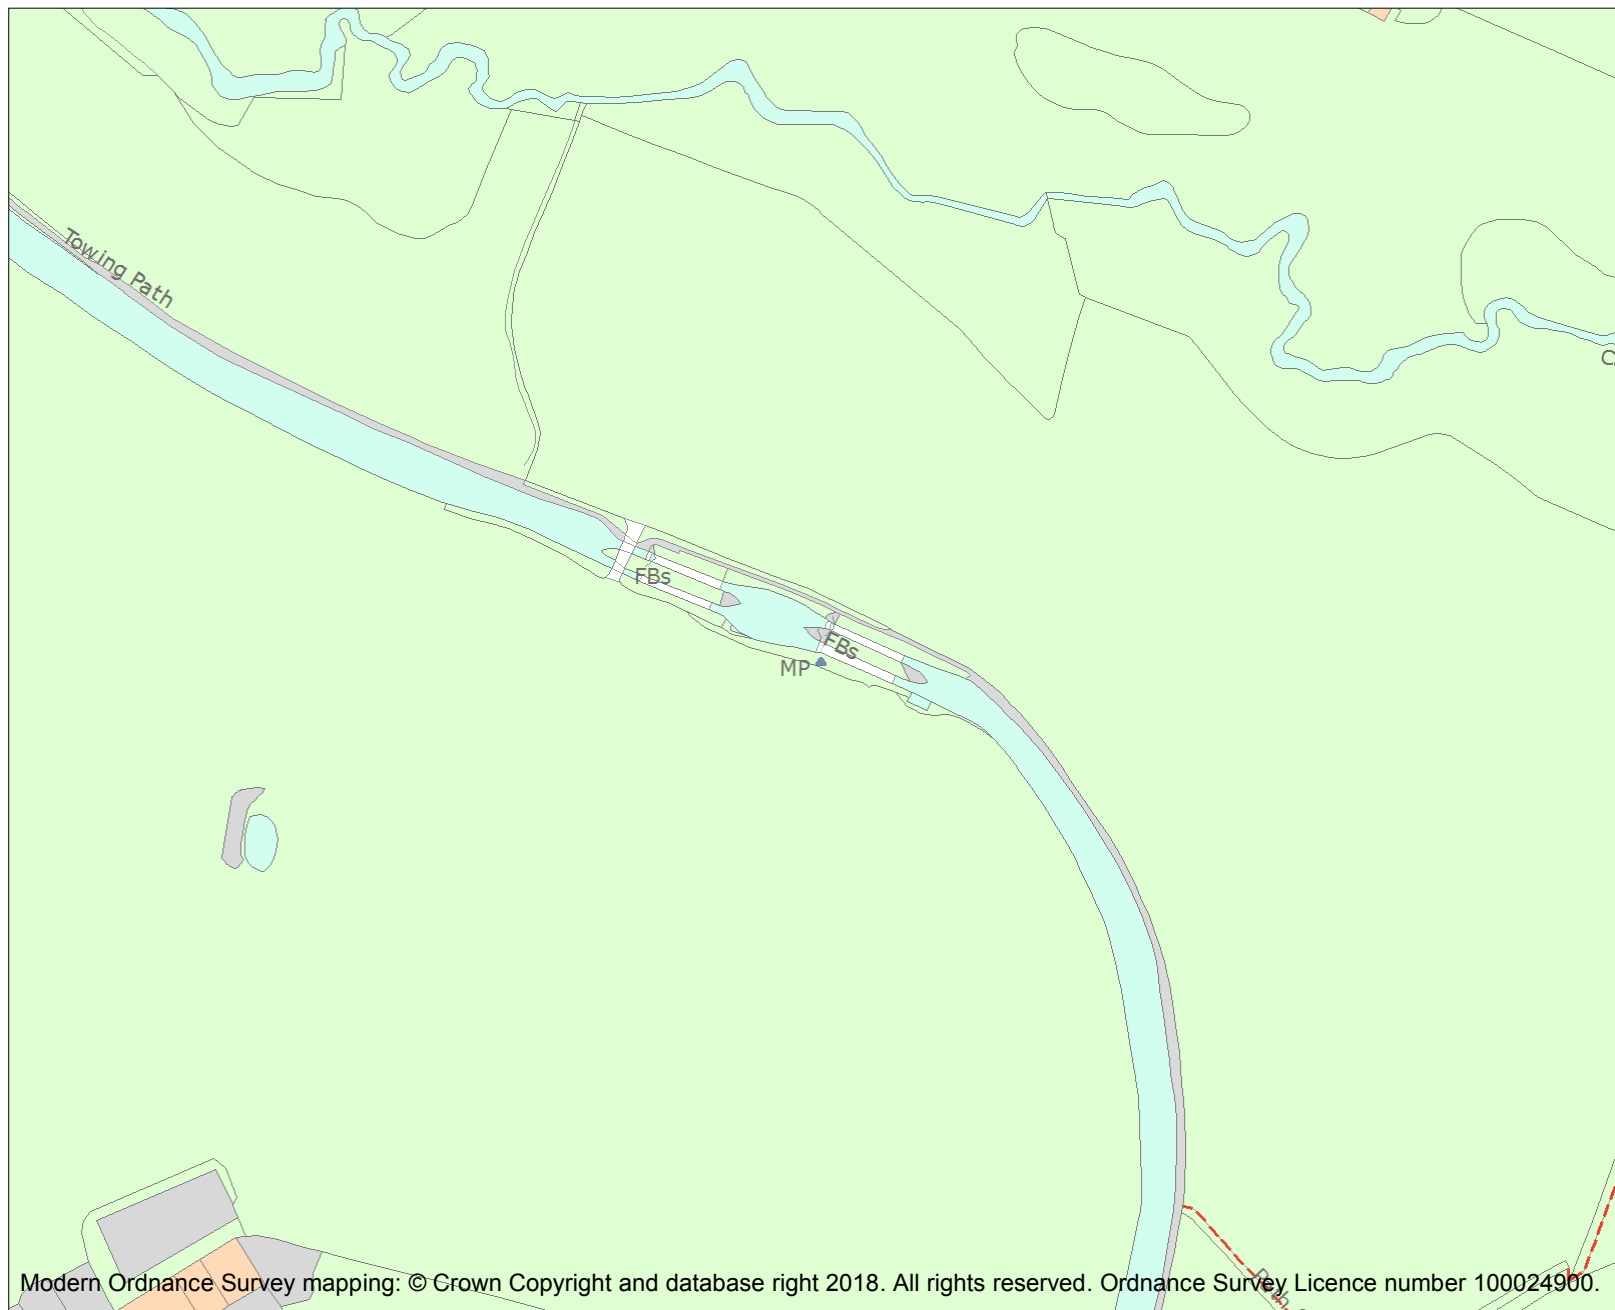 Towing Path
FBs
FBs
MP
Path
Modern Ordnance Survey mapping: © Crown Copyright and database right 2018. All rights reserved. Ordnance Survey Licence number 100024900.